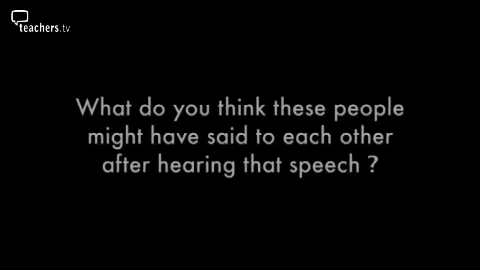 teachers.tv
What do you think these people
might have said to each other
after hearing that speech ?